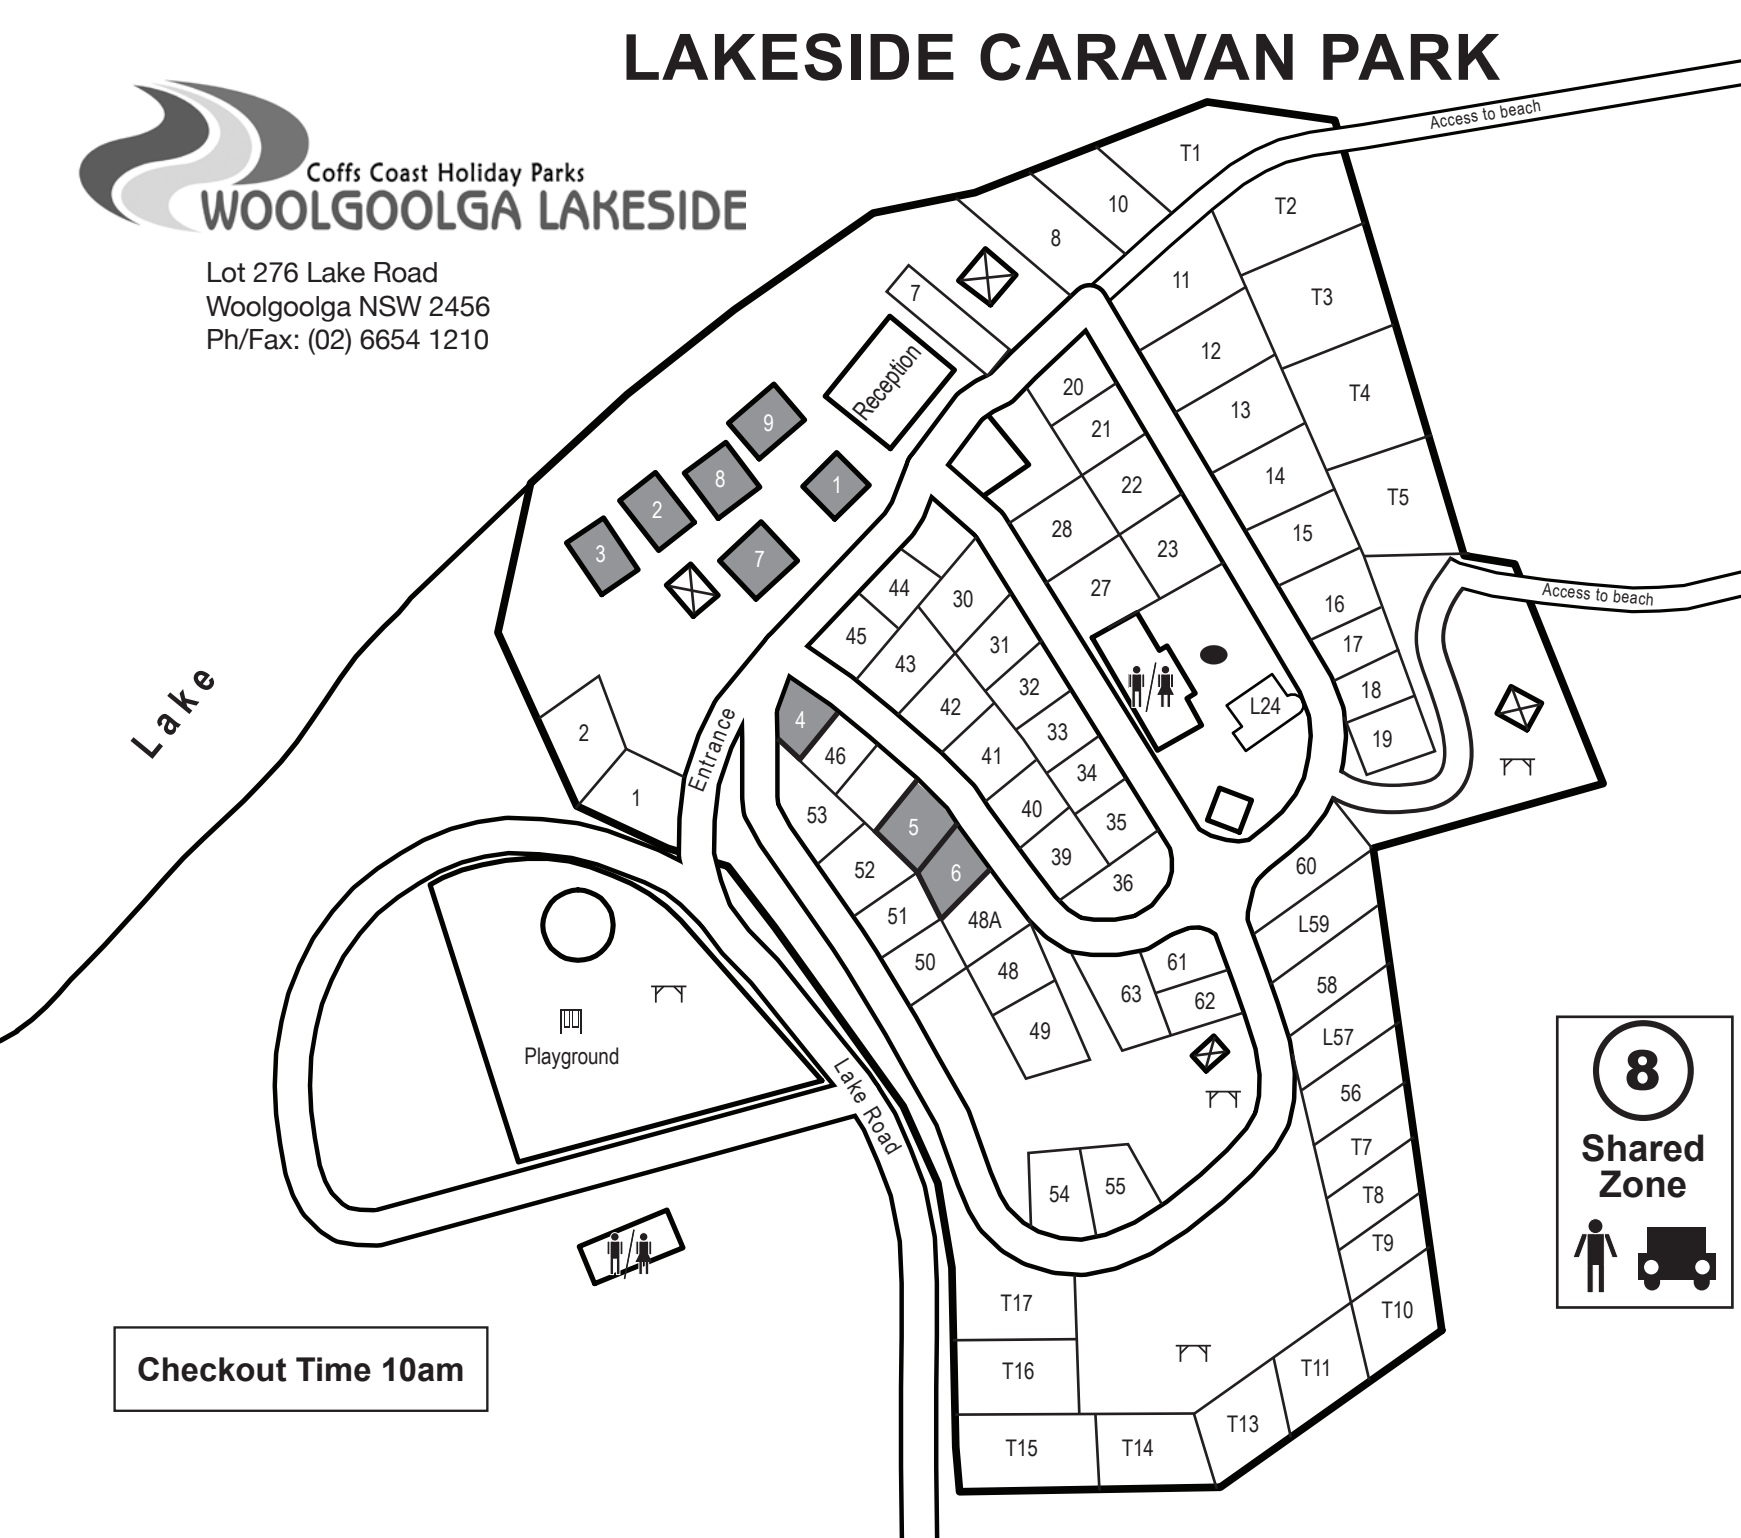 LAKESIDE CARAVAN PARK
Coffs Coast Holiday Parks
WOOLGOOLGA LAKESIDE
Lot 276 Lake Road
Woolgoolga NSW 2456
Ph/Fax: (02) 6654 1210
Access to beach
T1
10
8
T2
11
7
T3
12
Reception
20
T4
13
21
9
8
1
22
14
T5
2
28
15
23
3
7
44
30
27
Access to beach
16
45
31
17
43
32
18
L24
42
4
33
19
2
46
41
34
Entrance
1
40
35
53
5
39
36
60
52
6
51
48A
L59
50
48
61
58
63
62
49
L57
Lake
Playground
Lake Road
56
T7
54
55
T8
T9
T17
T10
T16
T11
T13
T15
T14
8
Shared
Zone
Checkout Time 10am